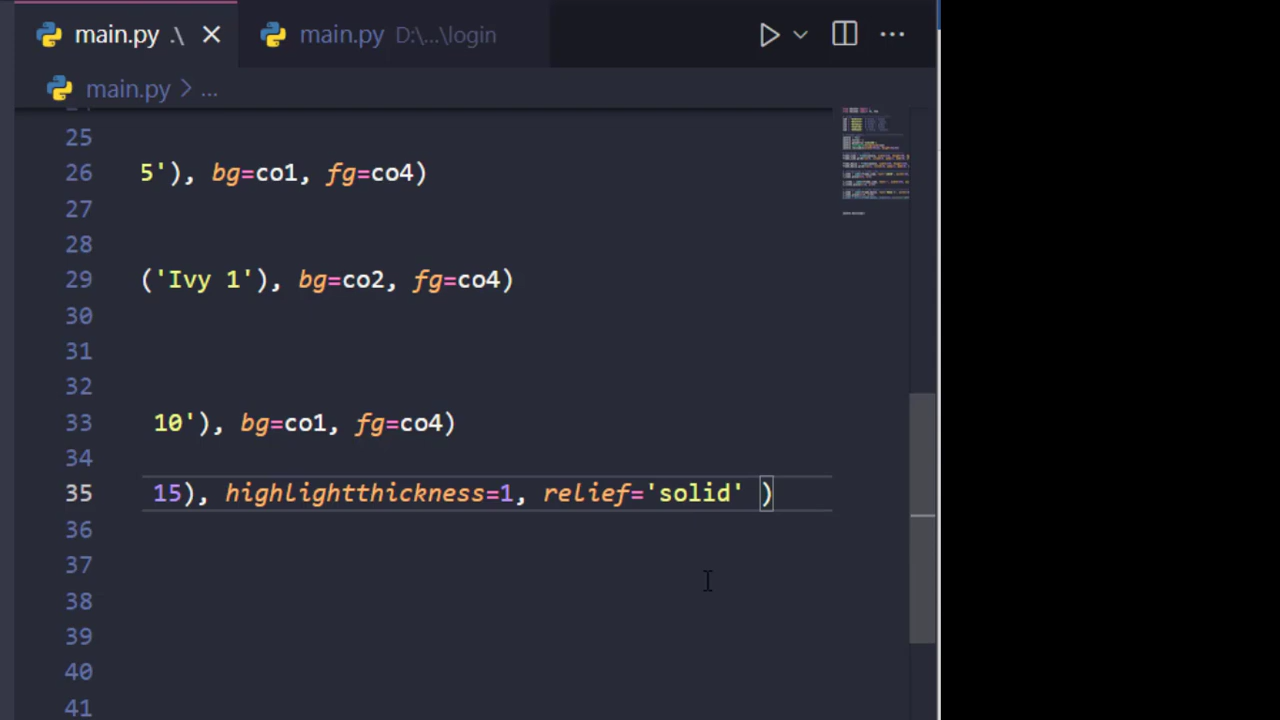 main.py .\
main.py D:\...\login
main.py > ...
25
26 5'), bg=co1, fg=co4)
27
28
29 ('Ivy 1'), bg=co2, fg=co4)
30
31
32
33 10'), bg=co1, fg=co4)
34
35 15), highlightthickness=1, relief='solid' )
36
37
38
39
40
41